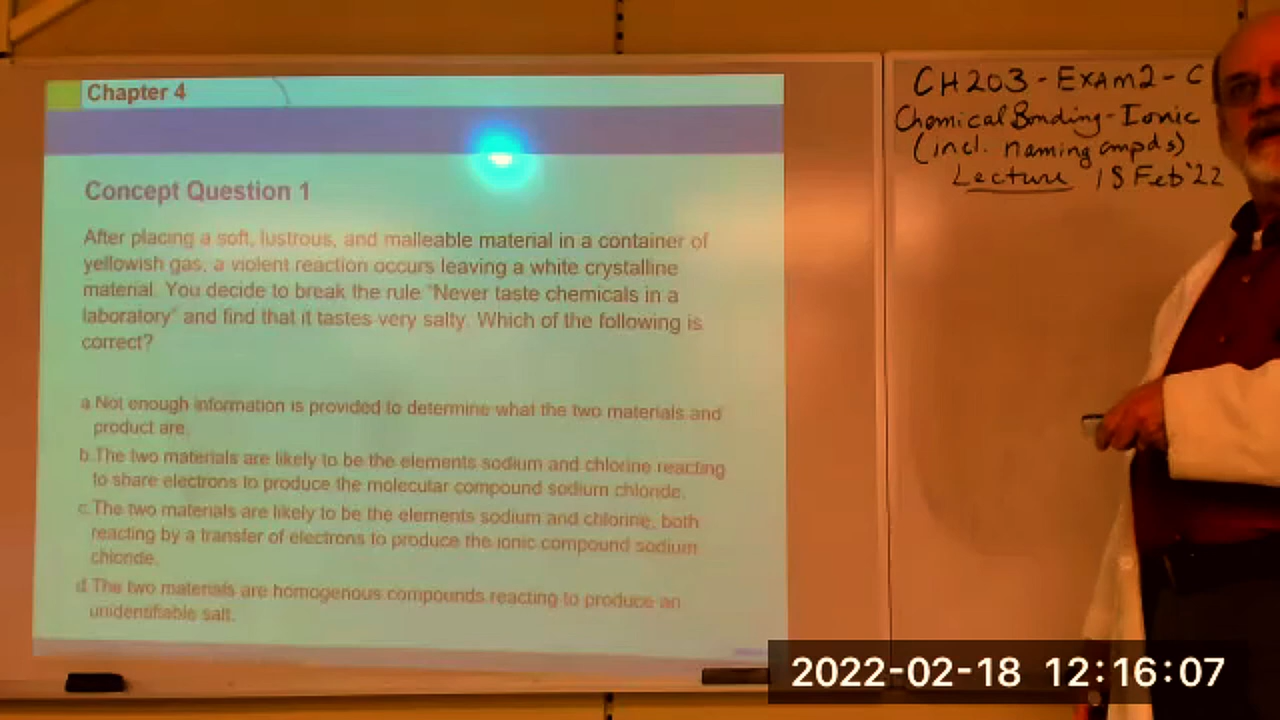 Chapter 4
Concept Question 1
After placing a soft, lustrous, and malleable material in a container of
yellowish gas, a violent reaction occurs leaving a white crystalline
material. You decide to break the rule "Never taste chemicals in a
laboratory" and find that it tastes very salty. Which of the following is
correct?
a.Not enough information is provided to determine what the two materials and
product are.
b.The two materials are likely to be the elements sodium and chlorine reacting
to share electrons to produce the molecular compound sodium chloride.
c.The two materials are likely to be the elements sodium and chlorine, both
reacting by a transfer of electrons to produce the ionic compound sodium
chloride.
d.The two materials are homogenous compounds reacting to produce an
unidentifiable salt.
CH203-EXAM2-C
Chemical Bonding-Ionic
(incl. naming cmpds)
Lecture 18 Feb'22
2022-02-18 12:16:07